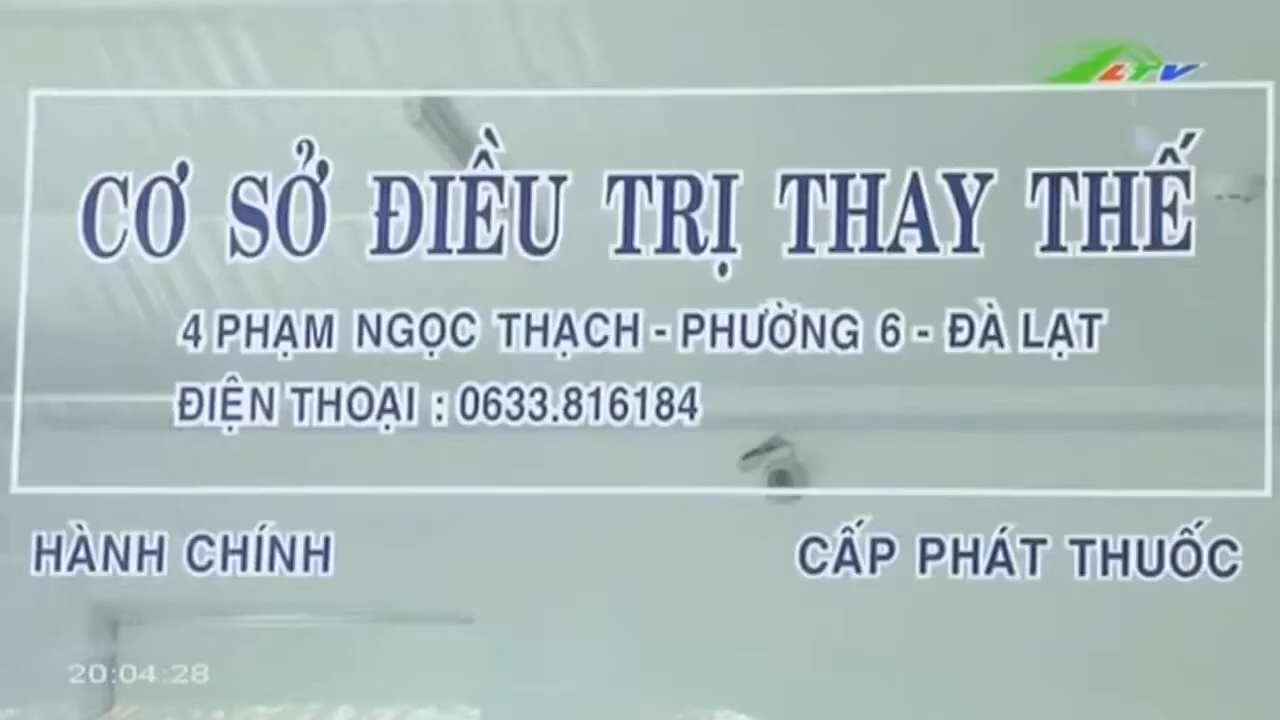 LTV
CƠ SỞ ĐIỀU TRỊ THAY THẾ
4 PHẠM NGỌC THẠCH - PHƯỜNG 6 - ĐÀ LẠT
ĐIỆN THOẠI : 0633.816184
HÀNH CHÍNH
CẤP PHÁT THUỐC
20:04:28